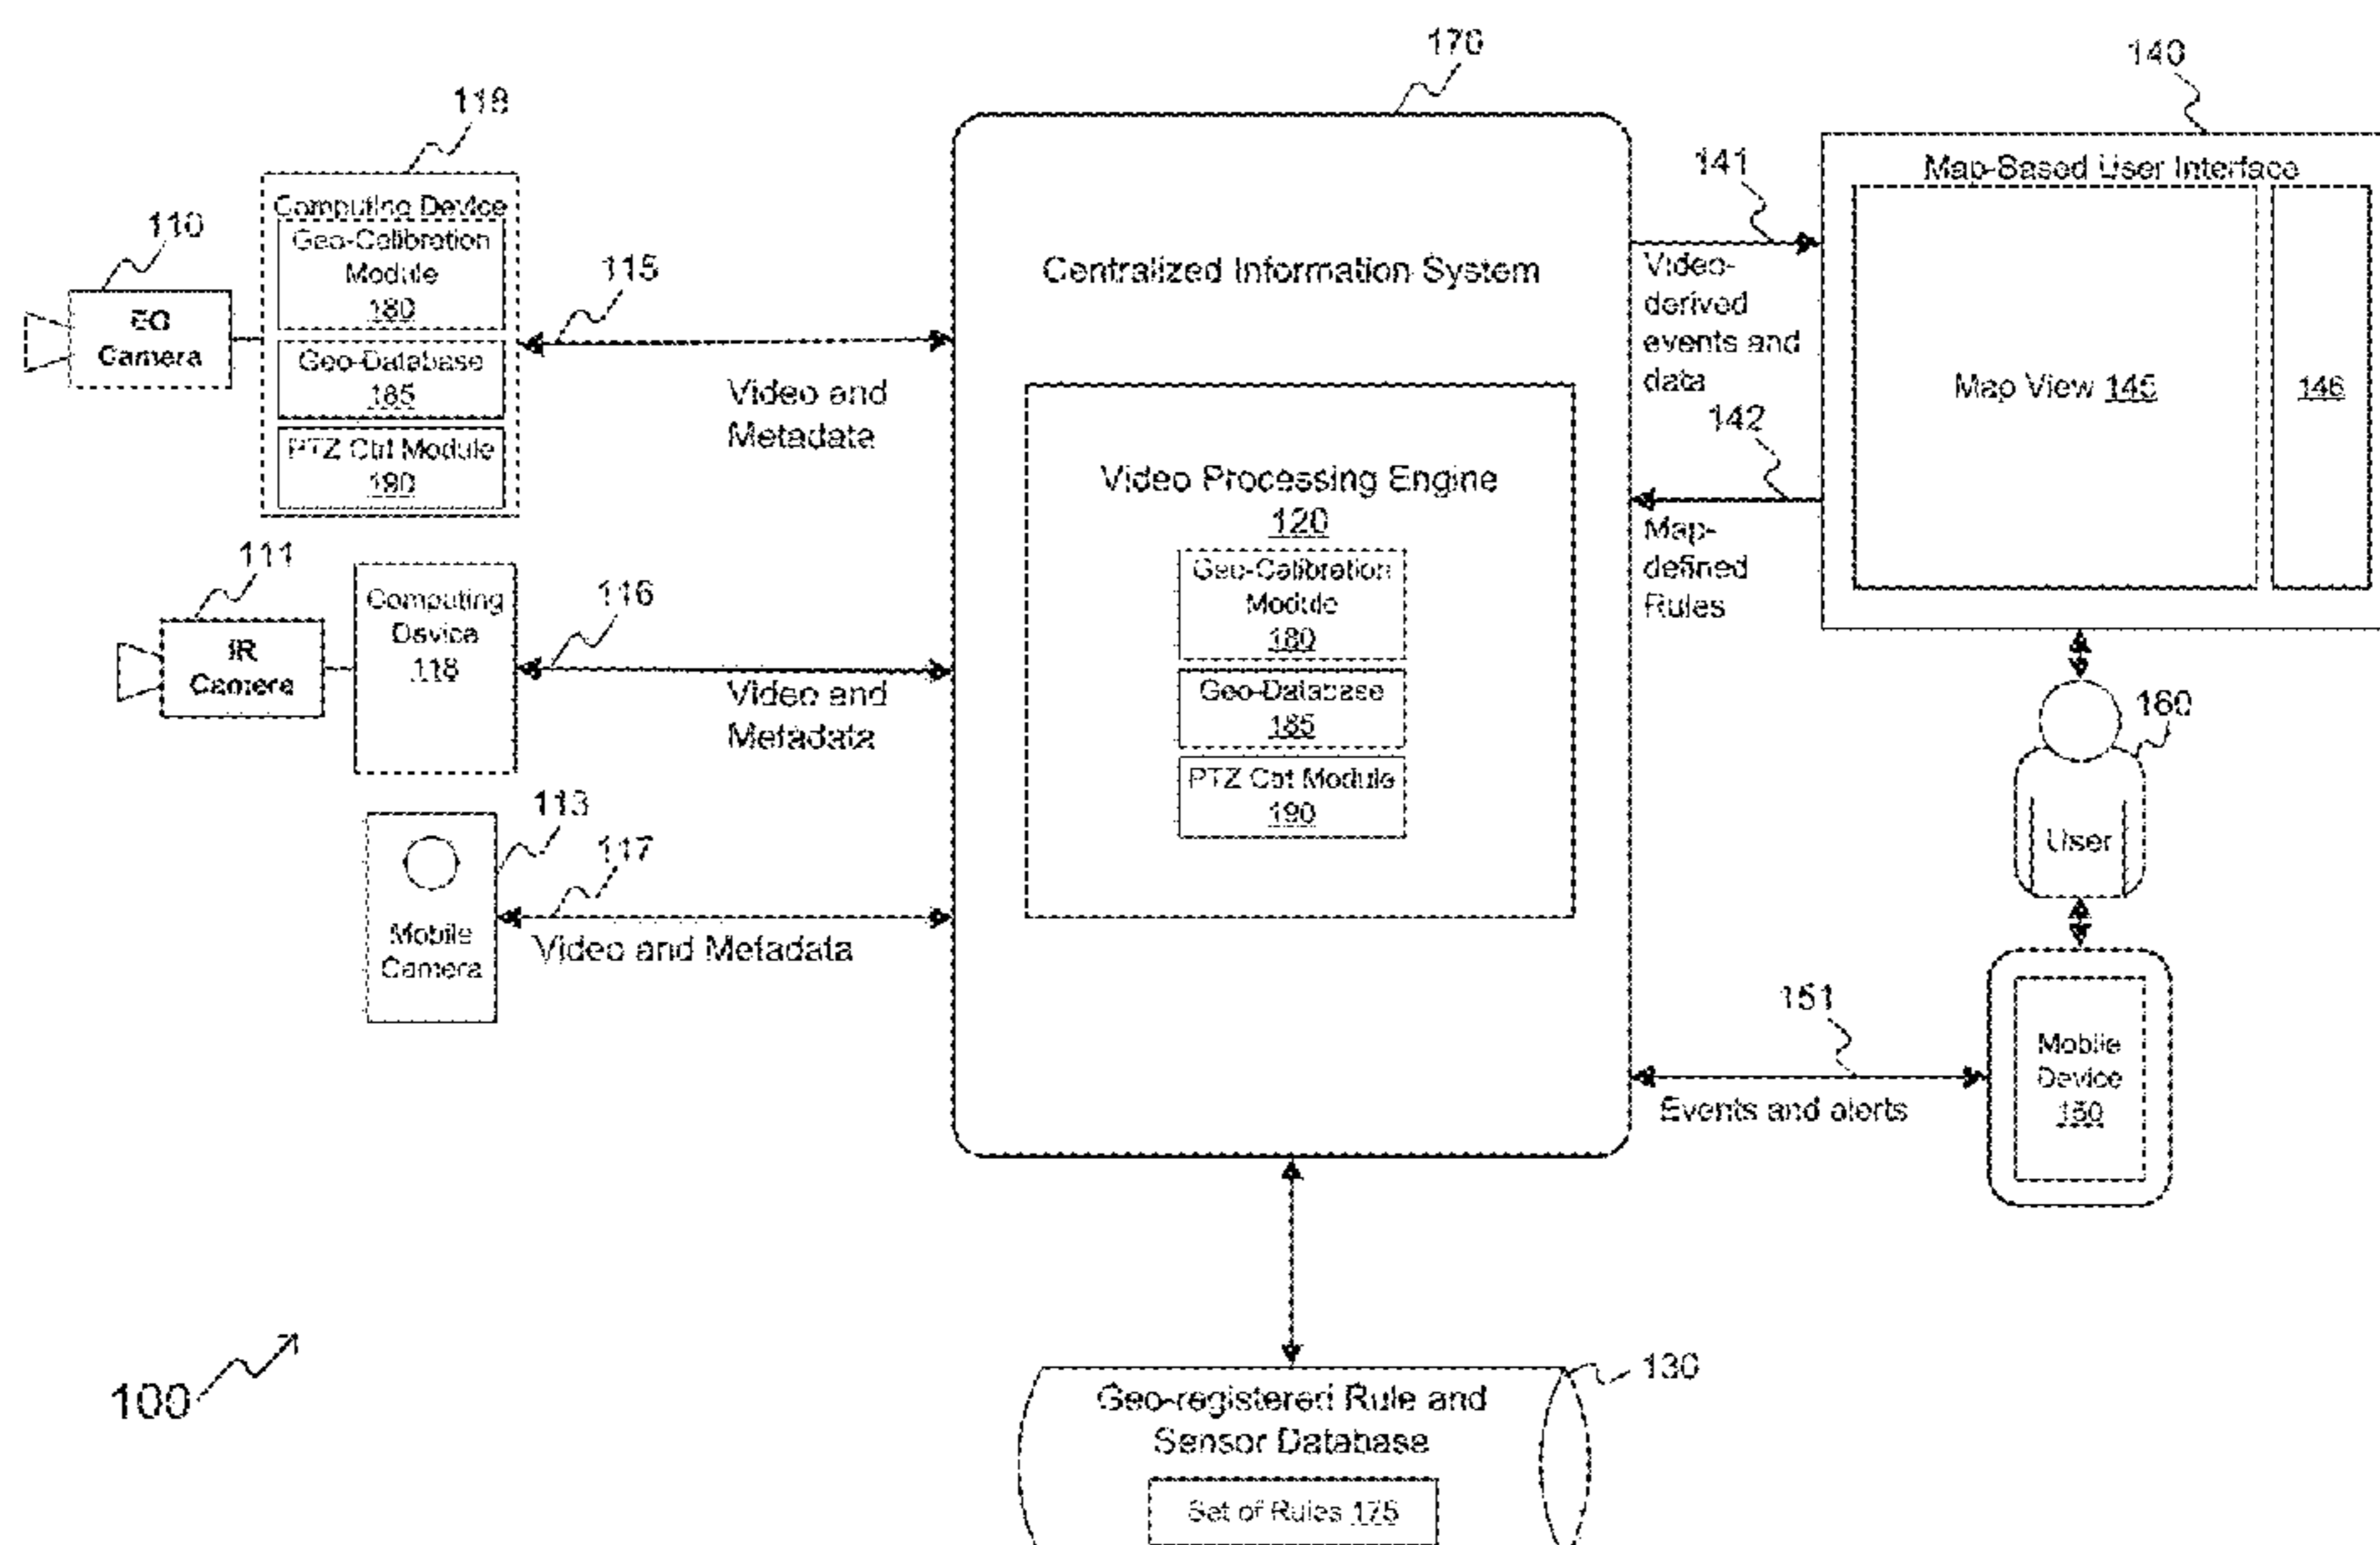 170
140
118
141
Map-Based User Interface
110
Computing Device
Geo-Calibration
Module
180
115
Centralized Information System
Video-
derived
events and
data
EO
Camera
Geo-Database
185
Video and
Metadata
Map View 145
146
142
PTZ Ctrl Module
190
Video Processing Engine
120
Map-
defined
Rules
111
116
Computing
Device
118
Geo-Calibration
Module
180
IR
Camera
Video and
Metadata
Geo-Database
185
160
PTZ Ctrl Module
190
113
117
User
Mobile
Camera
Video and Metadata
151
Mobile
Device
150
Events and alerts
130
100
Geo-registered Rule and
Sensor Database
Set of Rules 175